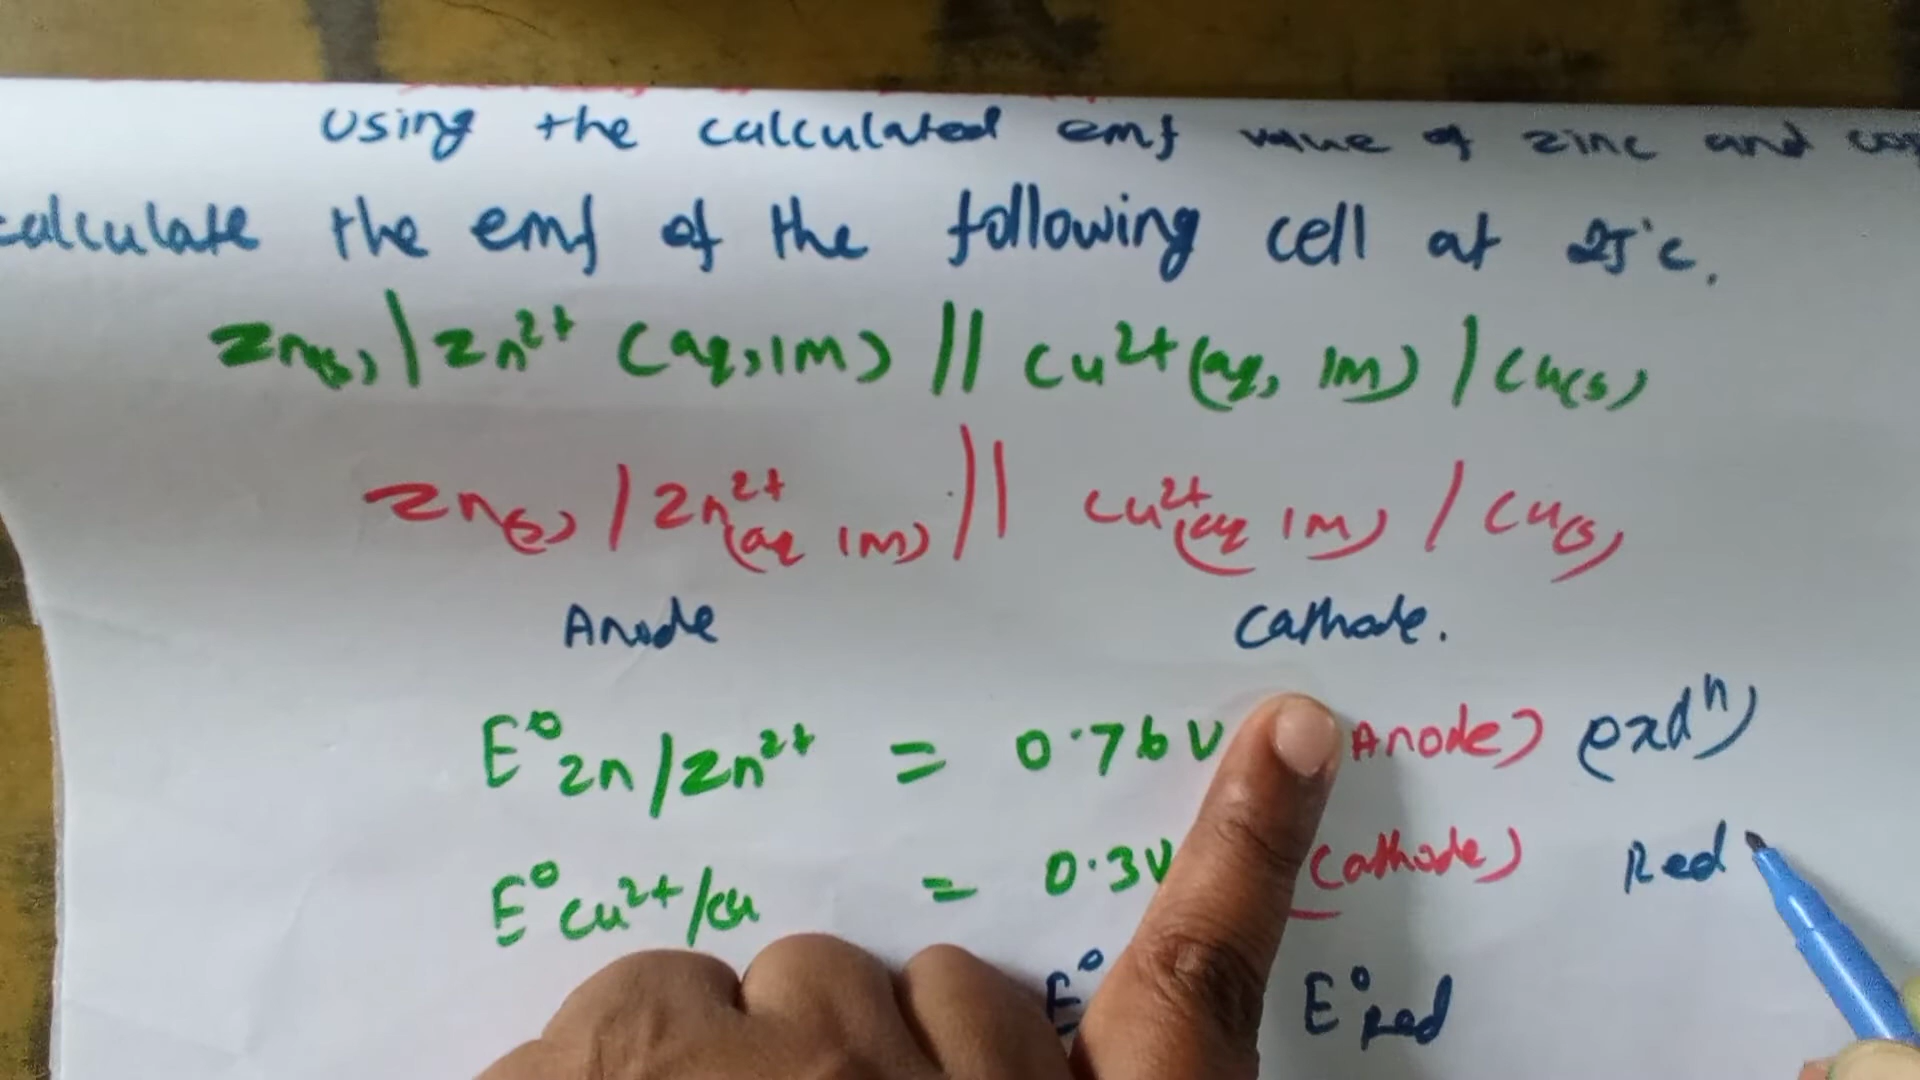 using the calculated emf value of zinc and
calculate the emf of the following cell at 25°c.
Zn(s) | Zn²⁺ (aq, 1M) || Cu²⁺ (aq, 1M) | Cu(s)
Zn(s) / Zn²⁺ (aq 1M) || Cu²⁺ (aq 1M) / Cu(s)
Anode Cathode.
E° Zn/Zn²⁺ = 0.76V Anode) oxdⁿ)
E° Cu²⁺/Cu = 0.3V (Cathode) Red
E° E°Red